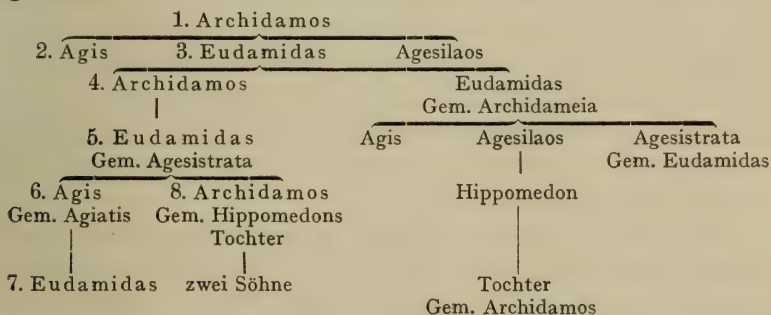 1. Archidamos
2. Agis 3. Eudamidas Agesilaos
4. Archidamos Eudamidas
Gem. Archidameia
5. Eudamidas Agis Agesilaos Agesistrata
Gem. Agesistrata Gem. Eudamidas
6. Agis 8. Archidamos Hippomedon
Gem. Agiatis Gem. Hippomedons
Tochter
7. Eudamidas zwei Söhne Tochter
Gem. Archidamos